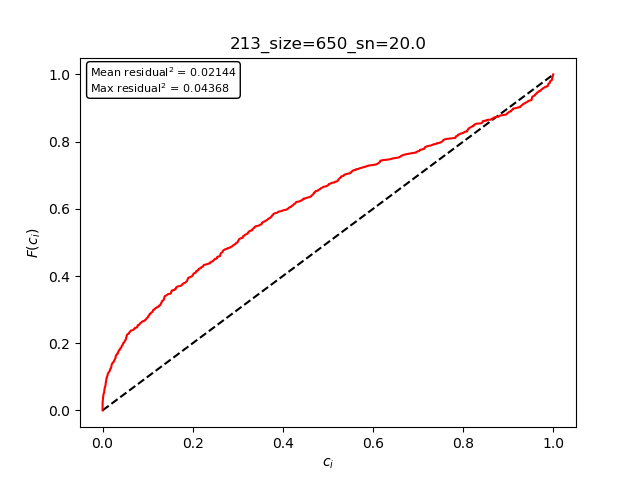 213_size=650_sn=20.0
Mean residual² = 0.02144
Max residual² = 0.04368
1.0
0.8
0.6
0.4
0.2
0.0
F(cᵢ)
0.0 0.2 0.4 0.6 0.8 1.0
cᵢ